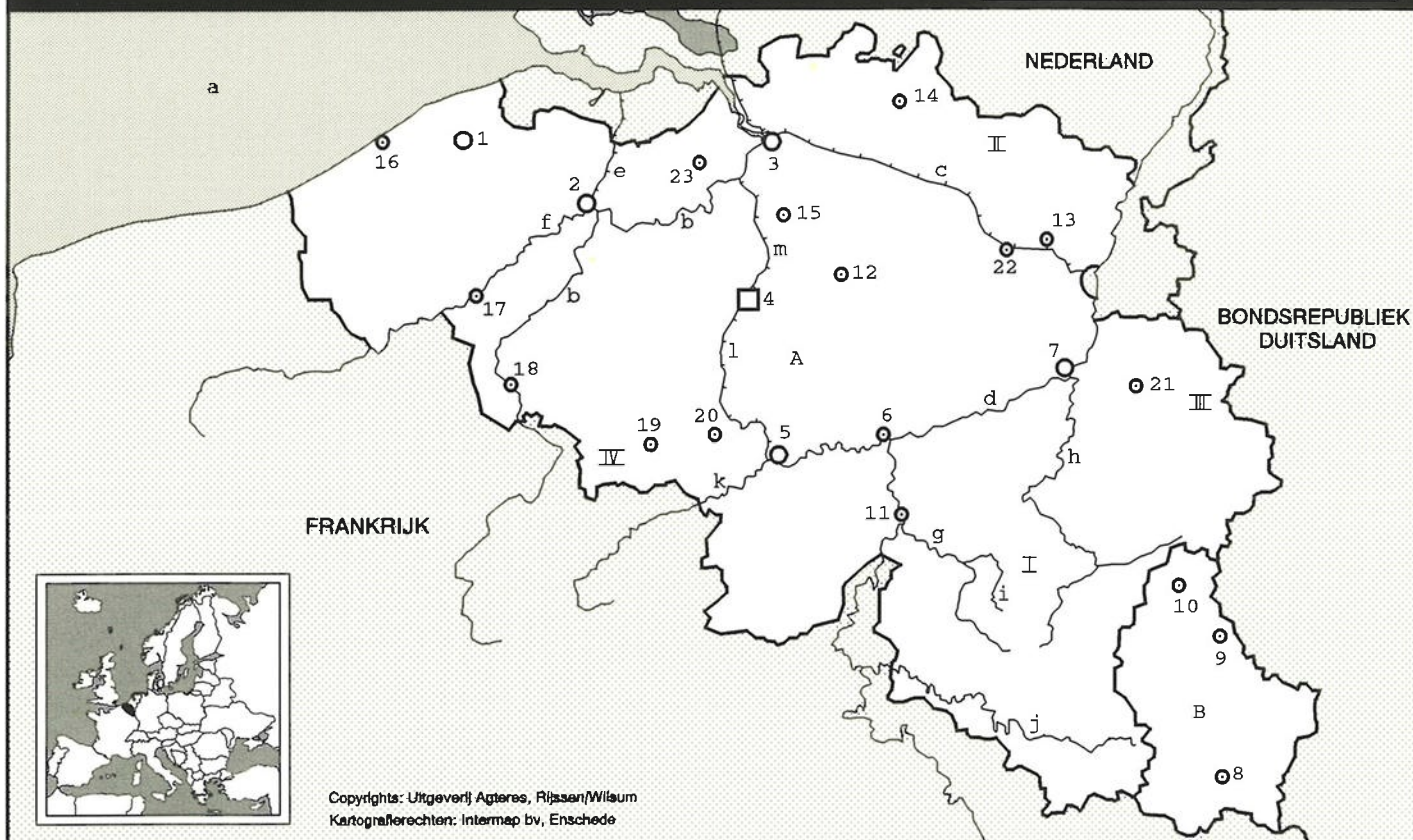 NEDERLAND
a
14
1
II
16
3
e
c
23
2
f
b
15
13
m
22
b
12
17
4
BONDSREPUBLIEK
DUITSLAND
l
A
7
18
d
21
III
20
6
19
5
IV
h
k
11
FRANKRIJK
g
I
i
10
9
B
j
8
Copyrights: Uitgeverij Agteres, Rijssen/Wilsum
Kartografierechten: Intermap bv, Enschede